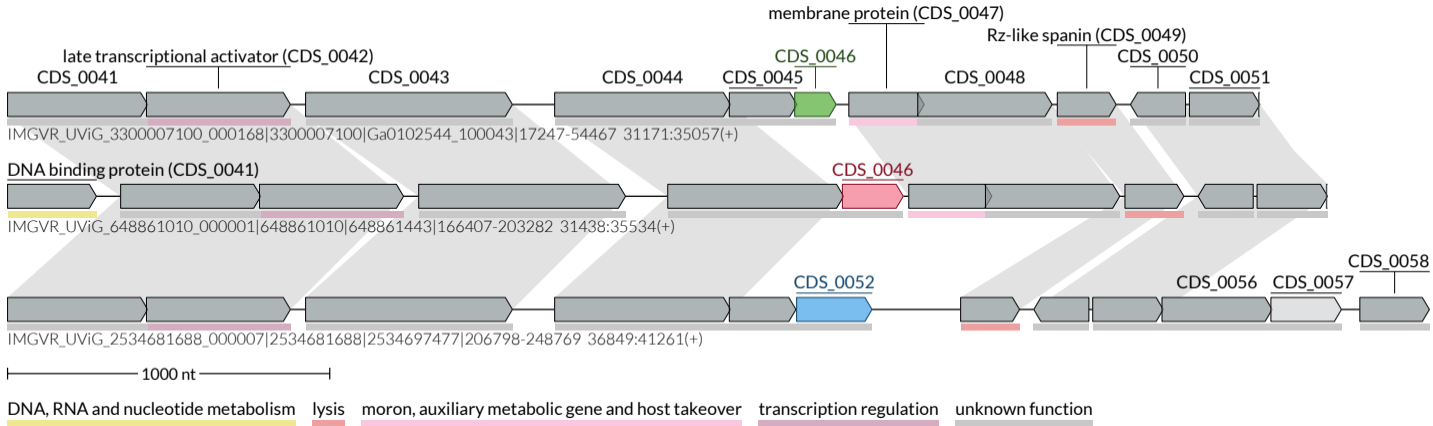 membrane protein (CDS_0047)
Rz-like spanin (CDS_0049)
late transcriptional activator (CDS_0042) CDS_0046 CDS_0050
CDS_0041 CDS_0043 CDS_0044 CDS_0045 CDS_0048 CDS_0051
IMGVR_UViG_3300007100_000168|3300007100|Ga0102544_100043|17247-54467 31171:35057(+)
DNA binding protein (CDS_0041) CDS_0046
IMGVR_UViG_648861010_000001|648861010|648861443|166407-203282 31438:35534(+)
CDS_0058
CDS_0052 CDS_0056 CDS_0057
IMGVR_UViG_2534681688_000007|2534681688|2534697477|206798-248769 36849:41261(+)
1000 nt
DNA, RNA and nucleotide metabolism lysis moron, auxiliary metabolic gene and host takeover transcription regulation unknown function